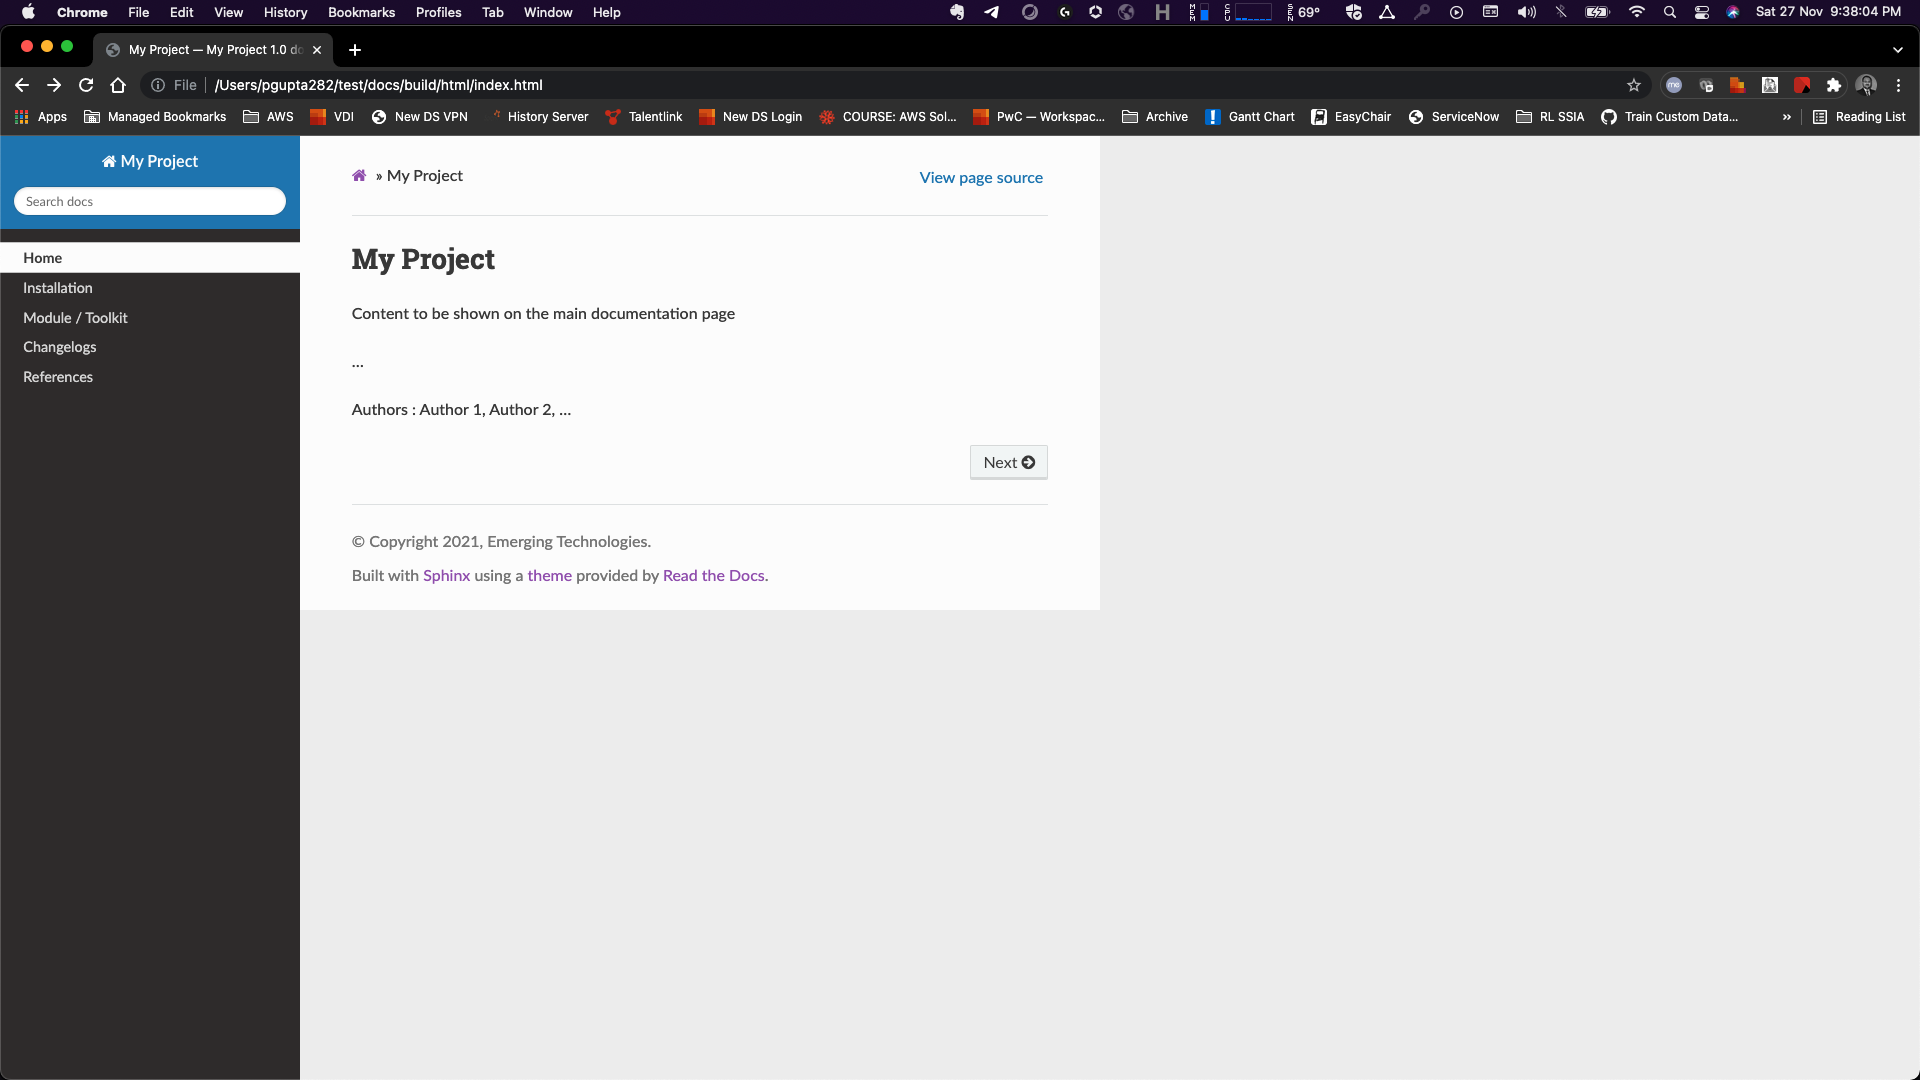 Chrome File Edit View History Bookmarks Profiles Tab Window Help MEM CPU SEN 69° Sat 27 Nov 9:38:04 PM
My Project — My Project 1.0 do
File /Users/pgupta282/test/docs/build/html/index.html
Apps Managed Bookmarks AWS VDI New DS VPN History Server Talentlink New DS Login COURSE: AWS Sol... PwC — Workspac... Archive Gantt Chart EasyChair ServiceNow RL SSIA Train Custom Data... » Reading List
My Project
Search docs
Home
Installation
Module / Toolkit
Changelogs
References
» My Project
View page source
My Project
Content to be shown on the main documentation page
...
Authors : Author 1, Author 2, ...
Next
© Copyright 2021, Emerging Technologies.
Built with Sphinx using a theme provided by Read the Docs.